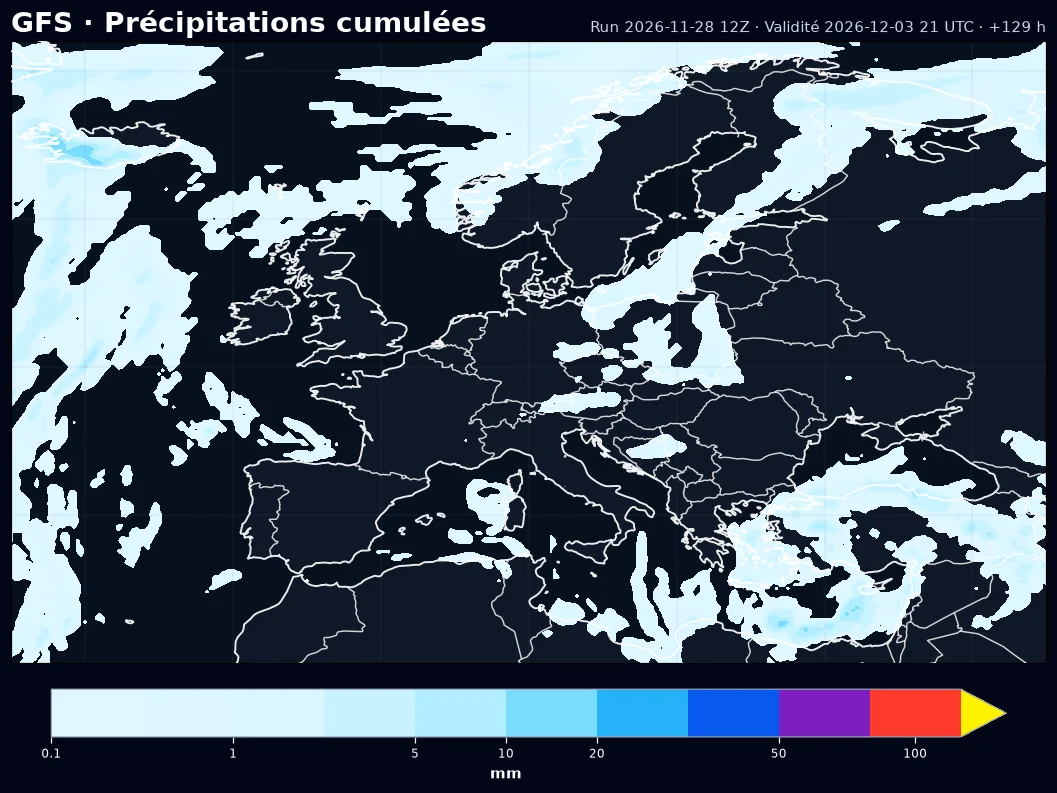 GFS · Précipitations cumulées
Run 2026-11-28 12Z · Validité 2026-12-03 21 UTC · +129 h
0.1 1 5 10 20 50 100
mm